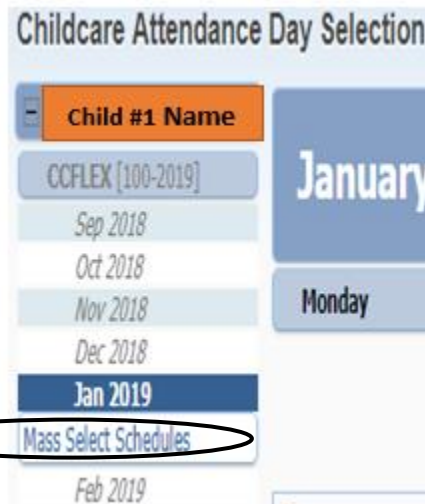 Childcare Attendance Day Selection
Child #1 Name
CCFLEX [100-2019]
Sep 2018
Oct 2018
Nov 2018
Dec 2018
Jan 2019
Mass Select Schedules
Feb 2019
January
Monday